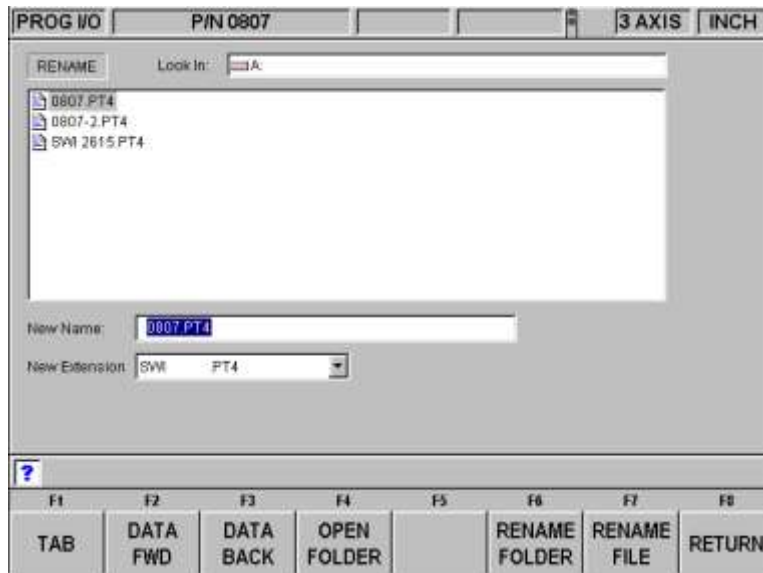 PROG I/O P/N 0807 3 AXIS INCH
RENAME Look In: A:
0807.PT4
0807-2.PT4
SWI 2615.PT4
New Name: 0807.PT4
New Extension SWI .PT4
?
F1 F2 F3 F4 F5 F6 F7 F8
TAB DATA FWD DATA BACK OPEN FOLDER RENAME FOLDER RENAME FILE RETURN